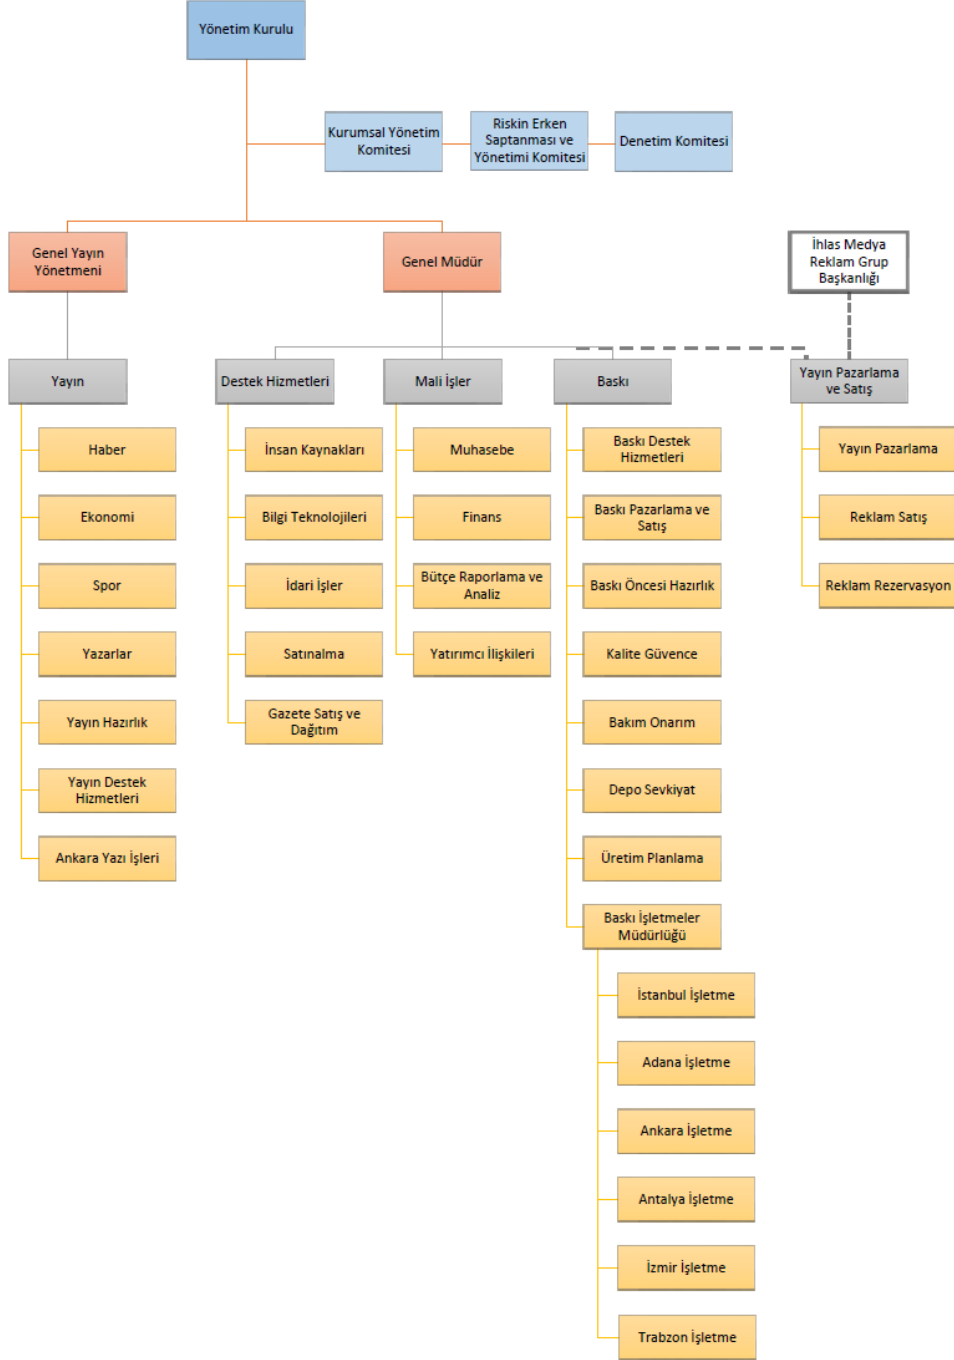 Yönetim Kurulu
Kurumsal Yönetim
Komitesi
Riskin Erken
Saptanması ve
Yönetimi Komitesi
Denetim Komitesi
Genel Yayın
Yönetmeni
Genel Müdür
İhlas Medya
Reklam Grup
Başkanlığı
Yayın
Destek Hizmetleri
Mali İşler
Baskı
Yayın Pazarlama
ve Satış
Haber
Ekonomi
Spor
Yazarlar
Yayın Hazırlık
Yayın Destek
Hizmetleri
Ankara Yazı İşleri
İnsan Kaynakları
Bilgi Teknolojileri
İdari İşler
Satınalma
Gazete Satış ve
Dağıtım
Muhasebe
Finans
Bütçe Raporlama ve
Analiz
Yatırımcı İlişkileri
Baskı Destek
Hizmetleri
Baskı Pazarlama ve
Satış
Baskı Öncesi Hazırlık
Kalite Güvence
Bakım Onarım
Depo Sevkiyat
Üretim Planlama
Baskı İşletmeler
Müdürlüğü
İstanbul İşletme
Adana İşletme
Ankara İşletme
Antalya İşletme
İzmir İşletme
Trabzon İşletme
Yayın Pazarlama
Reklam Satış
Reklam Rezervasyon